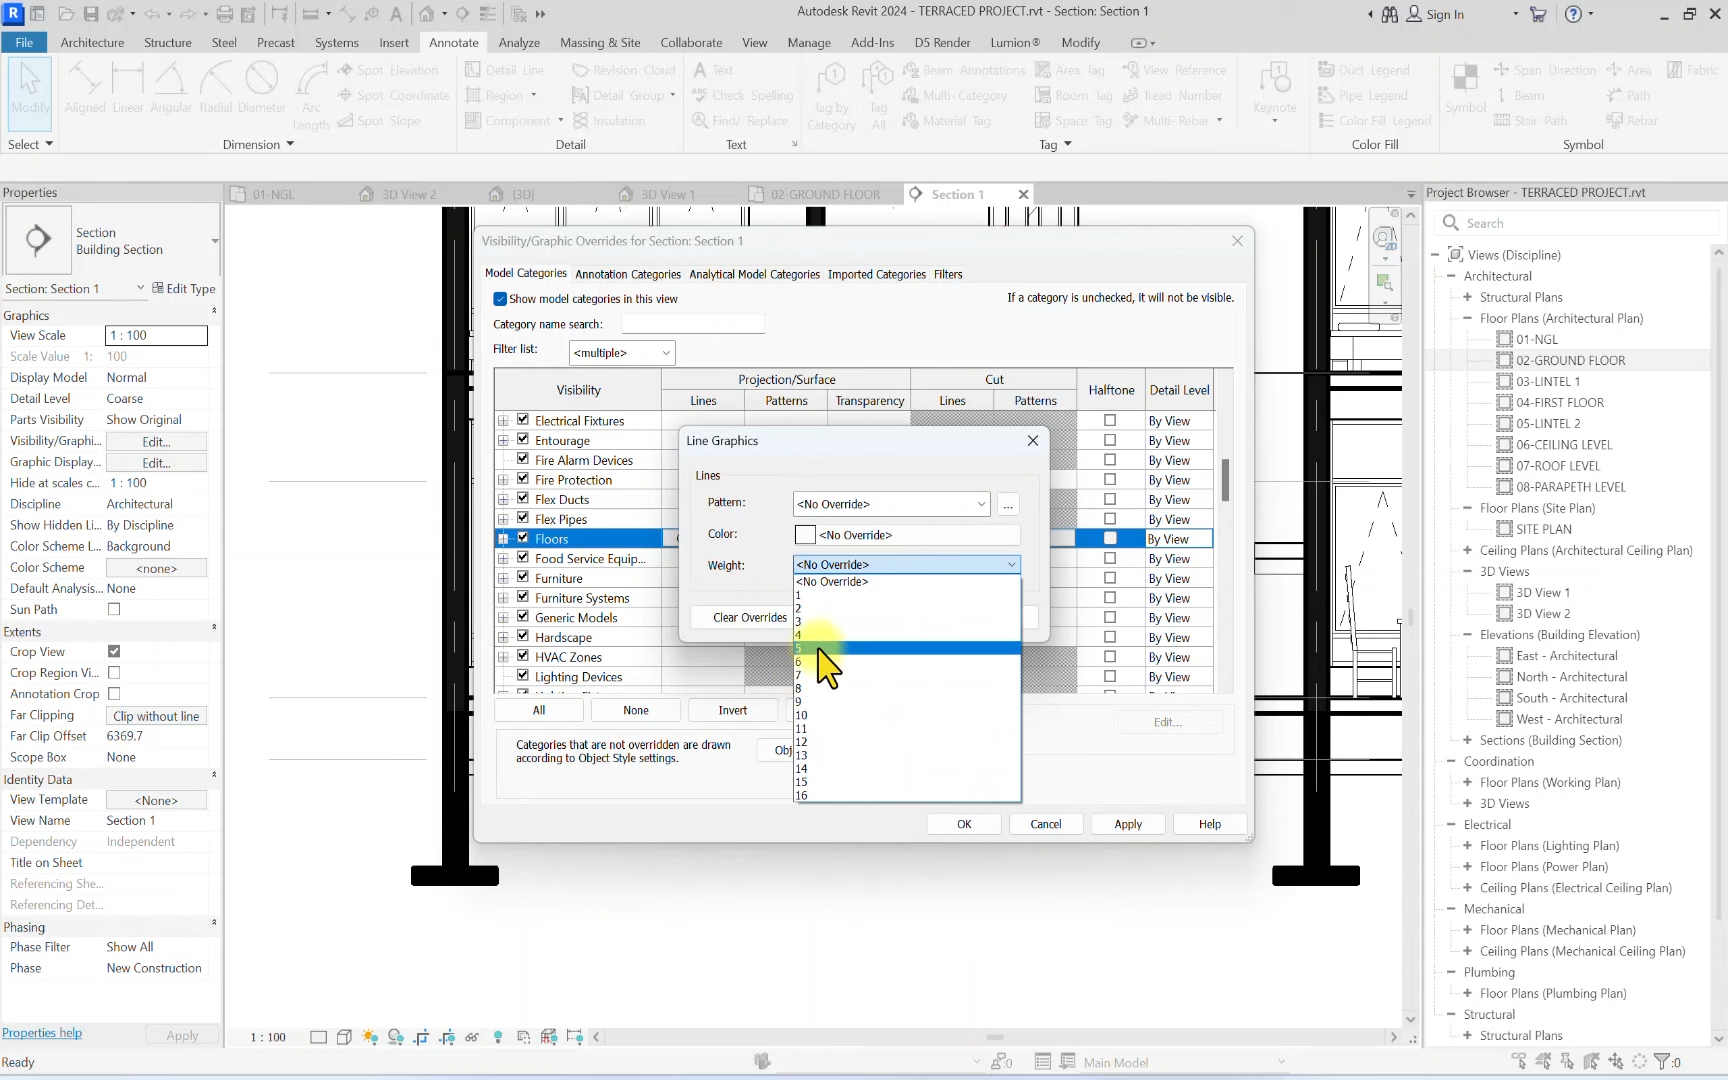 Autodesk Revit 2024 - TERRACED PROJECT.rvt - Section: Section 1
Sign In
File Architecture Structure Steel Precast Systems Insert Annotate Analyze Massing & Site Collaborate View Manage Add-Ins D5 Render Lumion® Modify
Modify
Aligned Linear Angular Radial Diameter Arc Length
Spot Elevation
Spot Coordinate
Spot Slope
Detail Line
Region
Component
Revision Cloud
Detail Group
Insulation
Text
Check Spelling
Find/ Replace
Tag by Category
Tag All
Beam Annotations
Multi-Category
Material Tag
Area Tag
Room Tag
Space Tag
View Reference
Tread Number
Multi- Rebar
Keynote
Duct Legend
Pipe Legend
Color Fill Legend
Symbol
Span Direction
Beam
Stair Path
Area
Path
Rebar
Fabric
Select Dimension Detail Text Tag Color Fill Symbol
Properties
01-NGL 3D View 2 {3D} 3D View 1 02-GROUND FLOOR Section 1
Project Browser - TERRACED PROJECT.rvt
Section
Building Section
Section: Section 1 Edit Type
Graphics
View Scale 1 : 100
Scale Value 1: 100
Display Model Normal
Detail Level Coarse
Parts Visibility Show Original
Visibility/Graphi... Edit...
Graphic Display... Edit...
Hide at scales c... 1 : 100
Discipline Architectural
Show Hidden Li... By Discipline
Color Scheme L... Background
Color Scheme <none>
Default Analysis... None
Sun Path
Extents
Crop View
Crop Region Vi...
Annotation Crop
Far Clipping Clip without line
Far Clip Offset 6369.7
Scope Box None
Identity Data
View Template <None>
View Name Section 1
Dependency Independent
Title on Sheet
Referencing She...
Referencing Det...
Phasing
Phase Filter Show All
Phase New Construction
Properties help Apply
Ready
Visibility/Graphic Overrides for Section: Section 1
Model Categories Annotation Categories Analytical Model Categories Imported Categories Filters
Show model categories in this view
If a category is unchecked, it will not be visible.
Category name search:
Filter list: <multiple>
Visibility Projection/Surface Cut Halftone Detail Level
Lines Patterns Transparency Lines Patterns
Electrical Fixtures By View
Entourage By View
Fire Alarm Devices By View
Fire Protection By View
Flex Ducts By View
Flex Pipes By View
Floors By View
Food Service Equip... By View
Furniture By View
Furniture Systems By View
Generic Models By View
Hardscape By View
HVAC Zones By View
Lighting Devices By View
All None Invert
Edit...
Categories that are not overridden are drawn
according to Object Style settings.
Obj
OK Cancel Apply Help
Line Graphics
Lines
Pattern: <No Override> ...
Color: <No Override>
Weight: <No Override>
Clear Overrides
<No Override>
1
2
3
4
5
6
7
8
9
10
11
12
13
14
15
16
Search
Views (Discipline)
Architectural
Structural Plans
Floor Plans (Architectural Plan)
01-NGL
02-GROUND FLOOR
03-LINTEL 1
04-FIRST FLOOR
05-LINTEL 2
06-CEILING LEVEL
07-ROOF LEVEL
08-PARAPETH LEVEL
Floor Plans (Site Plan)
SITE PLAN
Ceiling Plans (Architectural Ceiling Plan)
3D Views
3D View 1
3D View 2
Elevations (Building Elevation)
East - Architectural
North - Architectural
South - Architectural
West - Architectural
Sections (Building Section)
Coordination
Floor Plans (Working Plan)
3D Views
Electrical
Floor Plans (Lighting Plan)
Floor Plans (Power Plan)
Ceiling Plans (Electrical Ceiling Plan)
Mechanical
Floor Plans (Mechanical Plan)
Ceiling Plans (Mechanical Ceiling Plan)
Plumbing
Floor Plans (Plumbing Plan)
Structural
Structural Plans
1 : 100
:0
Main Model
:0